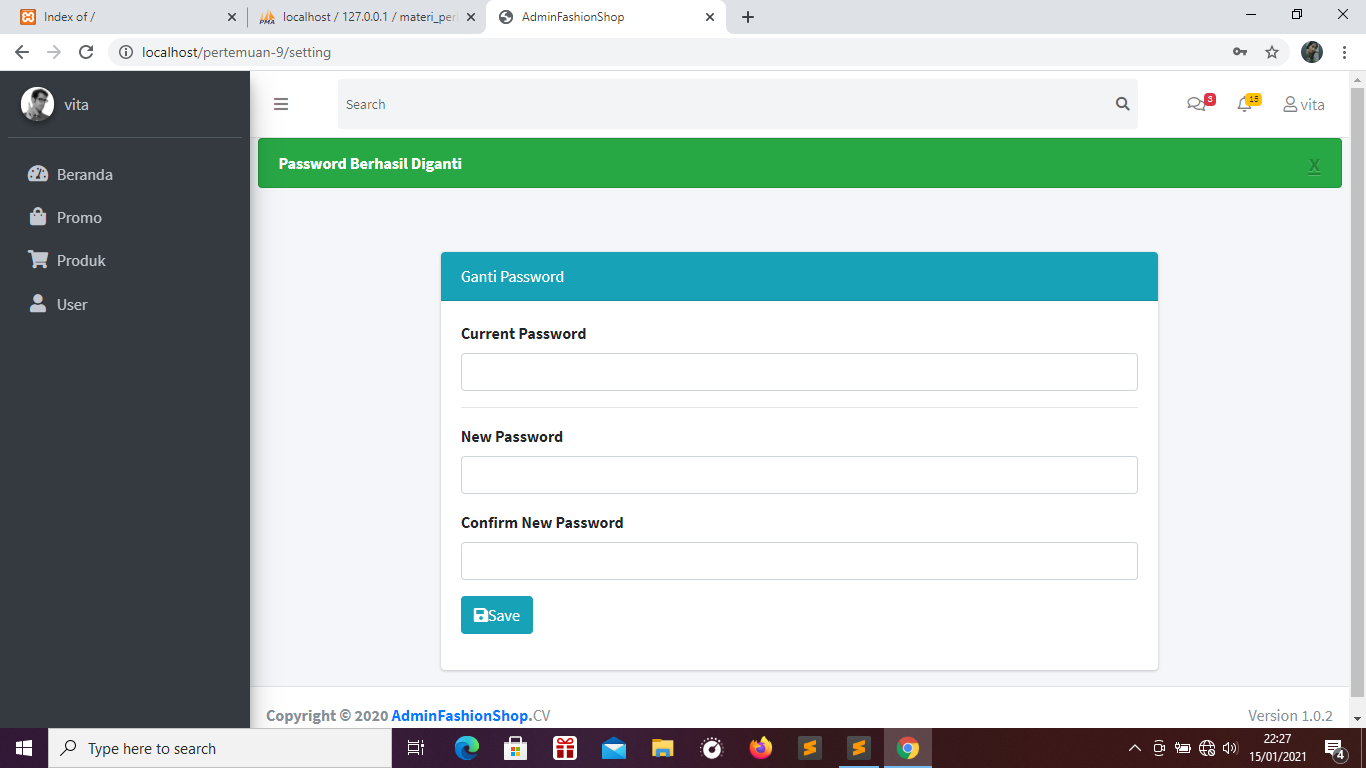 Index of /
localhost / 127.0.0.1 / materi_per
AdminFashionShop
localhost/pertemuan-9/setting
vita
Search
3
15
vita
Password Berhasil Diganti
X
Beranda
Promo
Produk
User
Ganti Password
Current Password
New Password
Confirm New Password
Save
Copyright © 2020 AdminFashionShop.CV
Version 1.0.2
Type here to search
22:27
15/01/2021
4